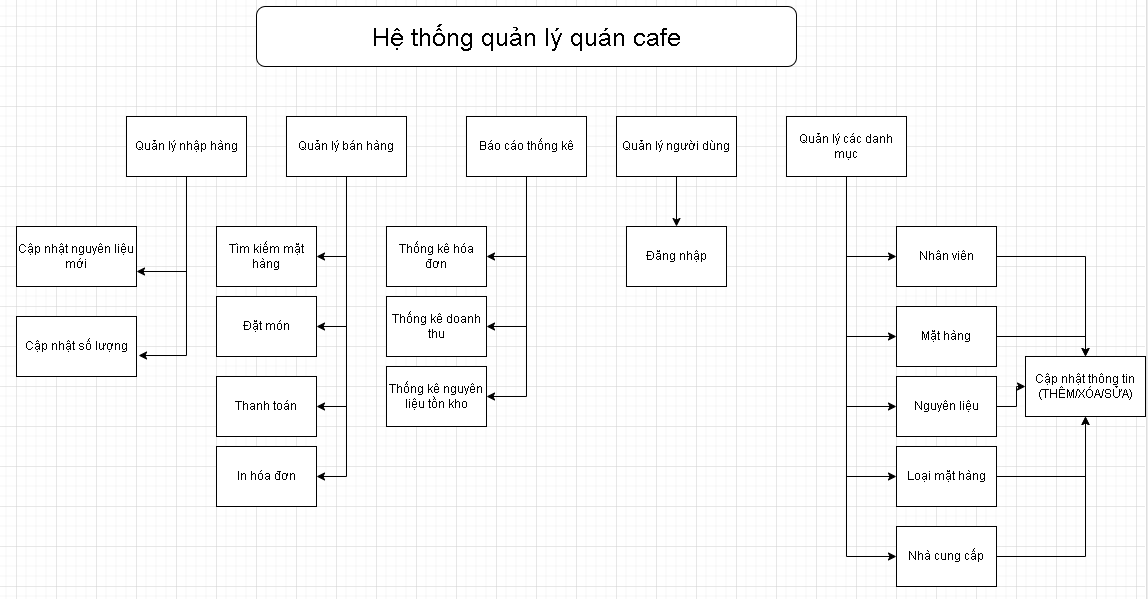 Hệ thống quản lý quán cafe
Quản lý nhập hàng
Quản lý bán hàng
Báo cáo thống kê
Quản lý người dùng
Quản lý các danh
mục
Cập nhật nguyên liệu
mới
Cập nhật số lượng
Tìm kiếm mặt
hàng
Đặt món
Thanh toán
In hóa đơn
Thống kê hóa
đơn
Thống kê doanh
thu
Thống kê nguyên
liệu tồn kho
Đăng nhập
Nhân viên
Mặt hàng
Nguyên liệu
Loại mặt hàng
Nhà cung cấp
Cập nhật thông tin
(THÊM/XÓA/SỬA)